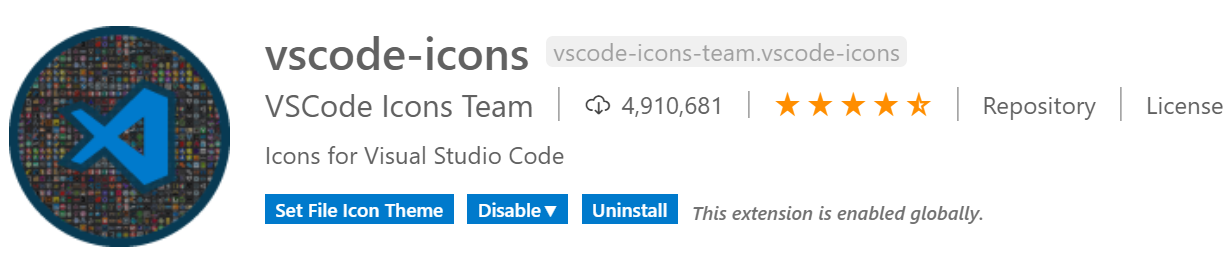 vscode-icons vscode-icons-team.vscode-icons
VSCode Icons Team 4,910,681 Repository License
Icons for Visual Studio Code
Set File Icon Theme Disable▼ Uninstall This extension is enabled globally.